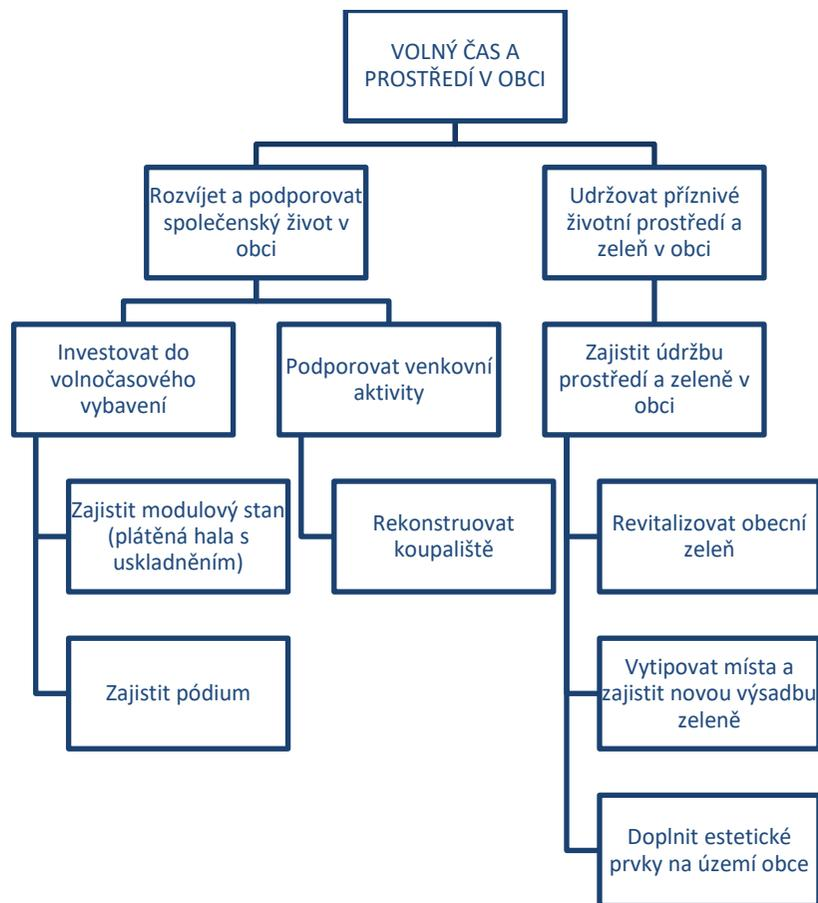 VOLNÝ ČAS A
PROSTŘEDÍ V OBCI
Rozvíjet a podporovat
společenský život v
obci
Udržovat příznivé
životní prostředí a
zeleň v obci
Investovat do
volnočasového
vybavení
Podporovat venkovní
aktivity
Zajistit údržbu
prostředí a zeleně v
obci
Zajistit modulový stan
(plátěná hala s
uskladněním)
Rekonstruovat
koupaliště
Revitalizovat obecní
zeleň
Zajistit pódium
Vytipovat místa a
zajistit novou výsadbu
zeleně
Doplnit estetické
prvky na území obce